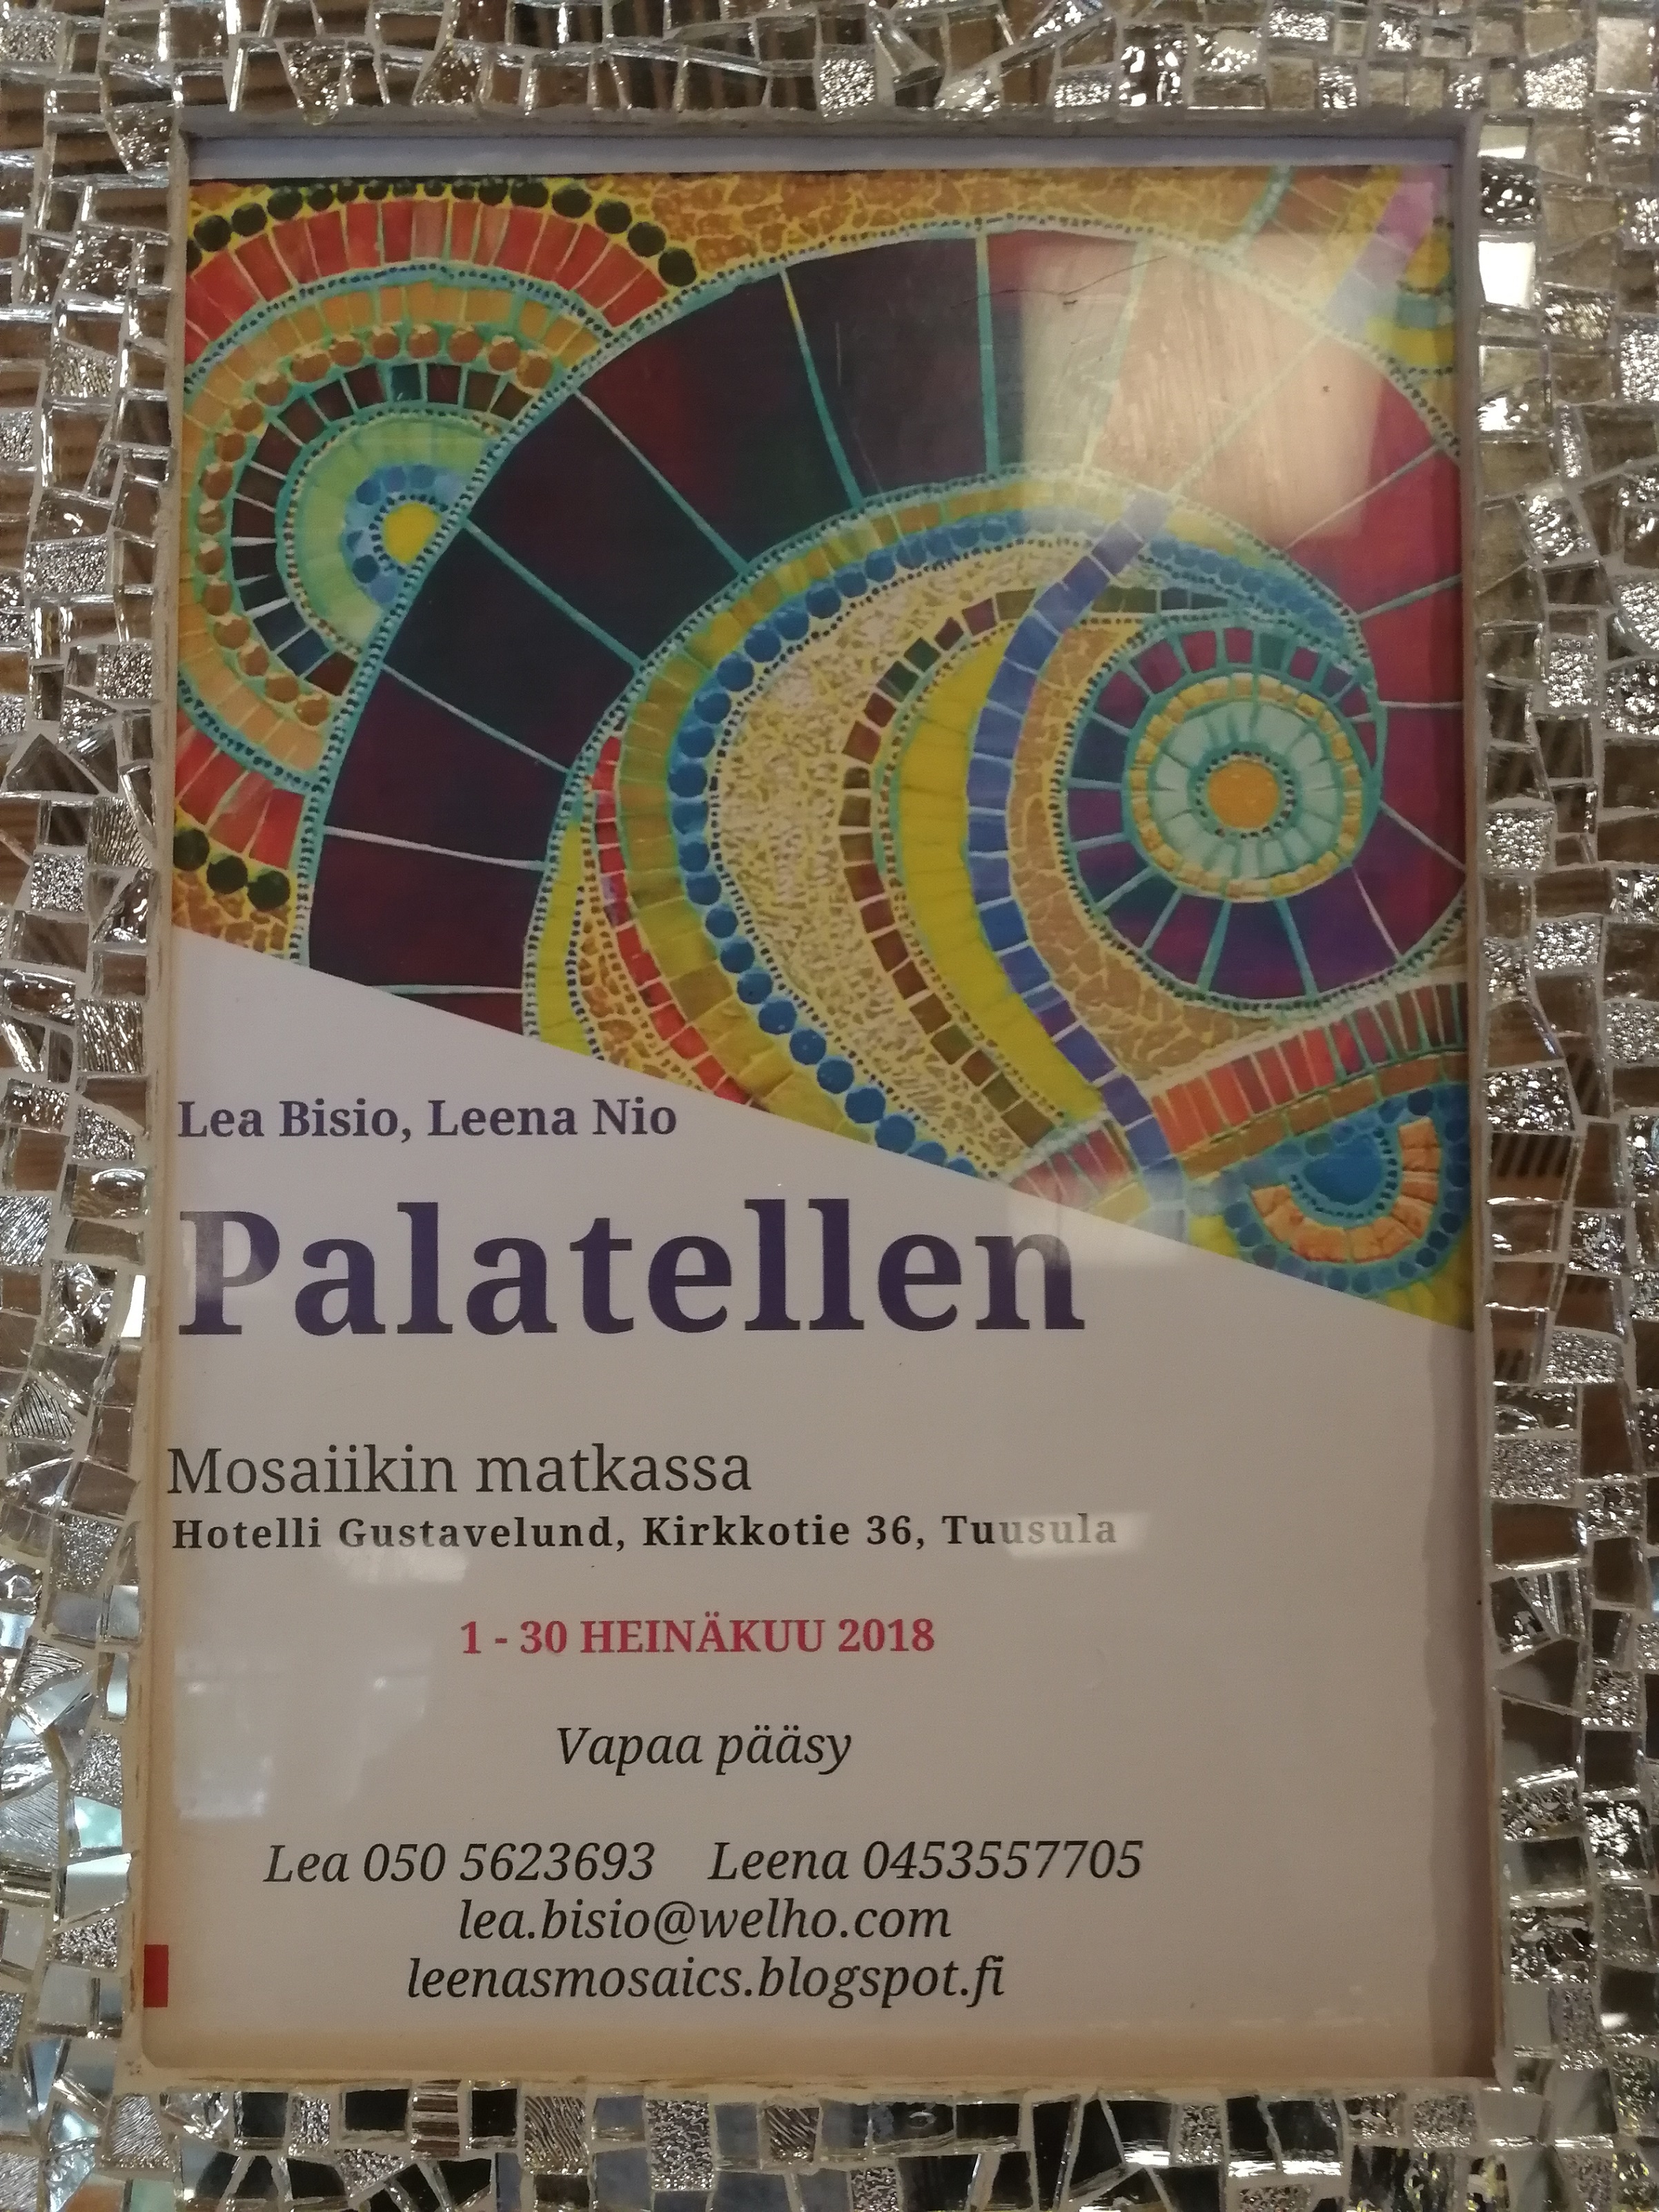 Lea Bisio, Leena Nio
Palatellen
Mosaiikin matkassa
Hotelli Gustavelund, Kirkkotie 36, Tuusula
1 - 30 HEINÄKUU 2018
Vapaa pääsy
Lea 050 5623693 Leena 0453557705
lea.bisio@welho.com
leenasmosaics.blogspot.fi